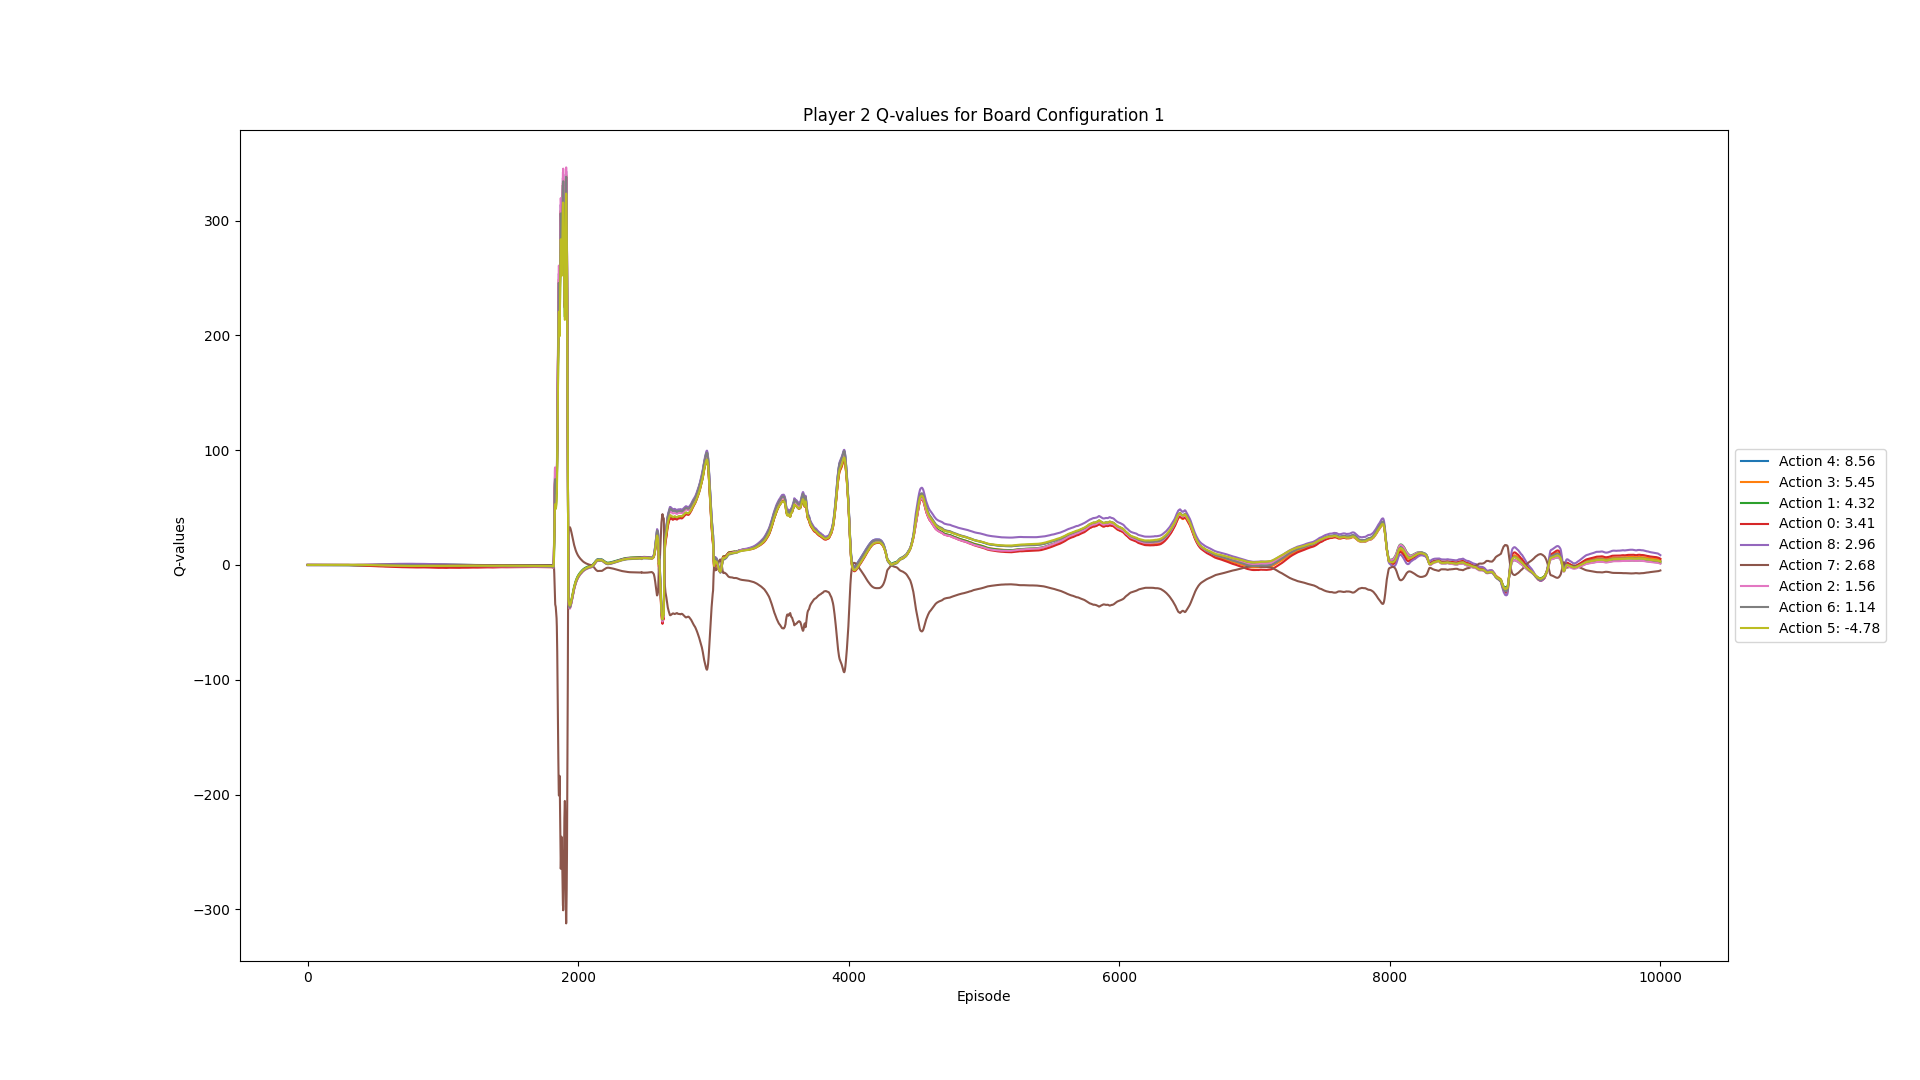 Player 2 Q-values for Board Configuration 1
Q-values
300
200
100
0
−100
−200
−300
0
2000
4000
6000
8000
10000
Episode
Action 4: 8.56
Action 3: 5.45
Action 1: 4.32
Action 0: 3.41
Action 8: 2.96
Action 7: 2.68
Action 2: 1.56
Action 6: 1.14
Action 5: -4.78